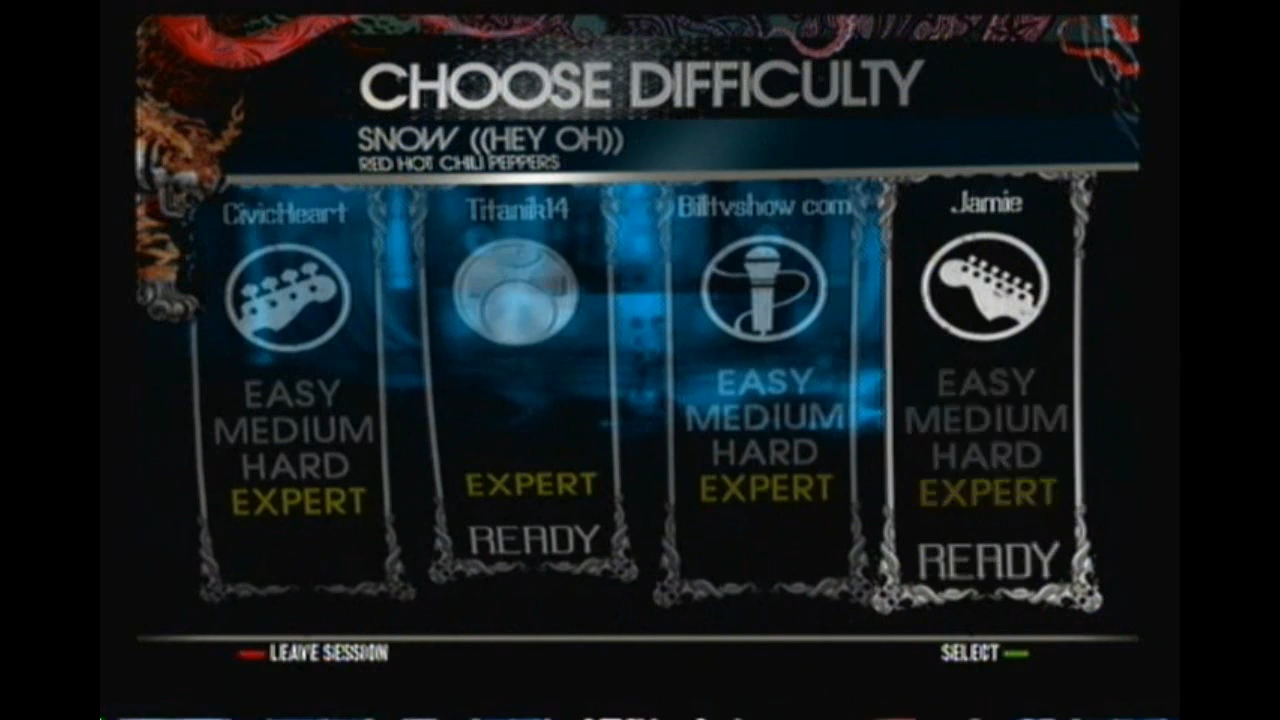 CHOOSE DIFFICULTY
SNOW ((HEY OH))
RED HOT CHILI PEPPERS
CivicHeart
EASY
MEDIUM
HARD
EXPERT
Titanik14
EXPERT
READY
Billtvshow com
EASY
MEDIUM
HARD
EXPERT
Jamie
EASY
MEDIUM
HARD
EXPERT
READY
LEAVE SESSION
SELECT